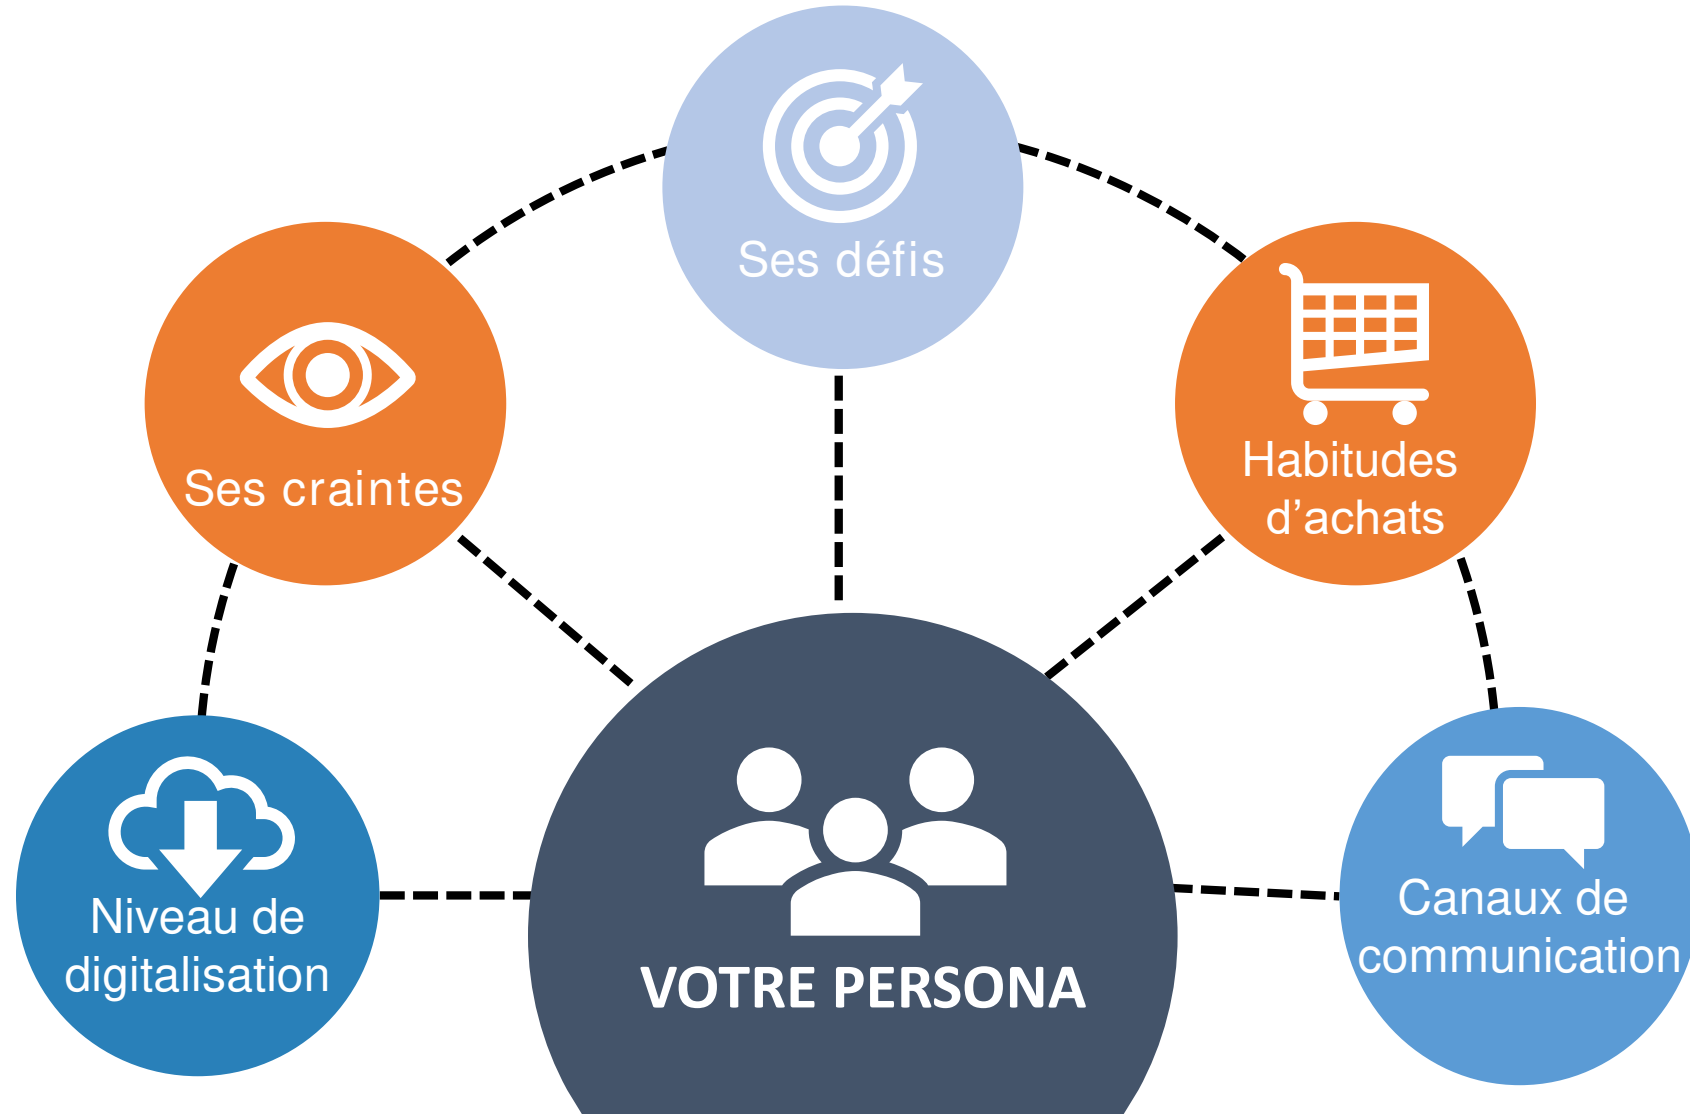 Ses défis
Ses craintes
Habitudes
d’achats
Niveau de
digitalisation
Canaux de
communication
VOTRE PERSONA